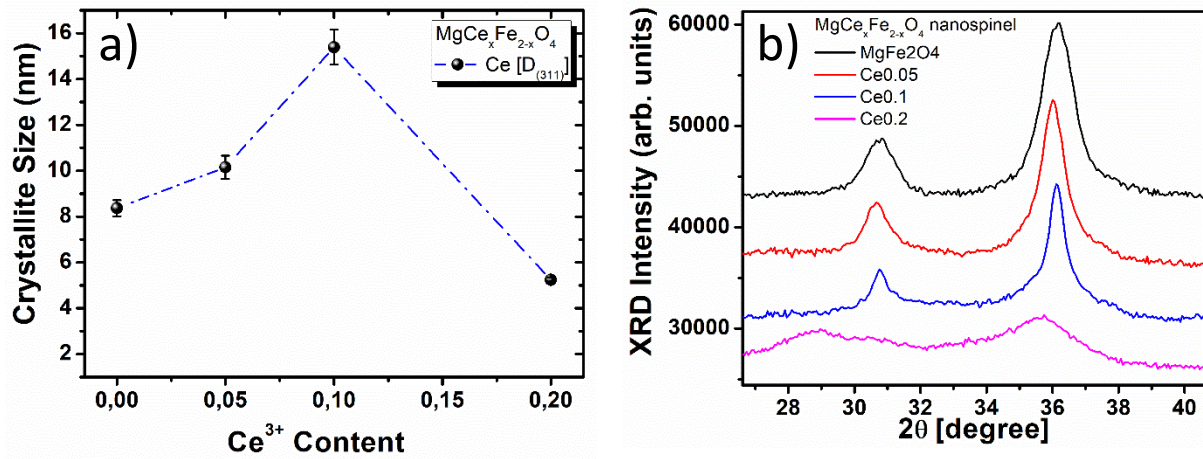 a)
MgCeₓFe₂₋ₓO₄
Ce [D₍₃₁₁₎]
16
14
12
10
8
6
4
2
Crystallite Size (nm)
0,00 0,05 0,10 0,15 0,20
Ce³⁺ Content
b)
MgCeₓFe₂₋ₓO₄ nanospinel
MgFe2O4
Ce0.05
Ce0.1
Ce0.2
60000
50000
40000
30000
XRD Intensity (arb. units)
28 30 32 34 36 38 40
2θ [degree]